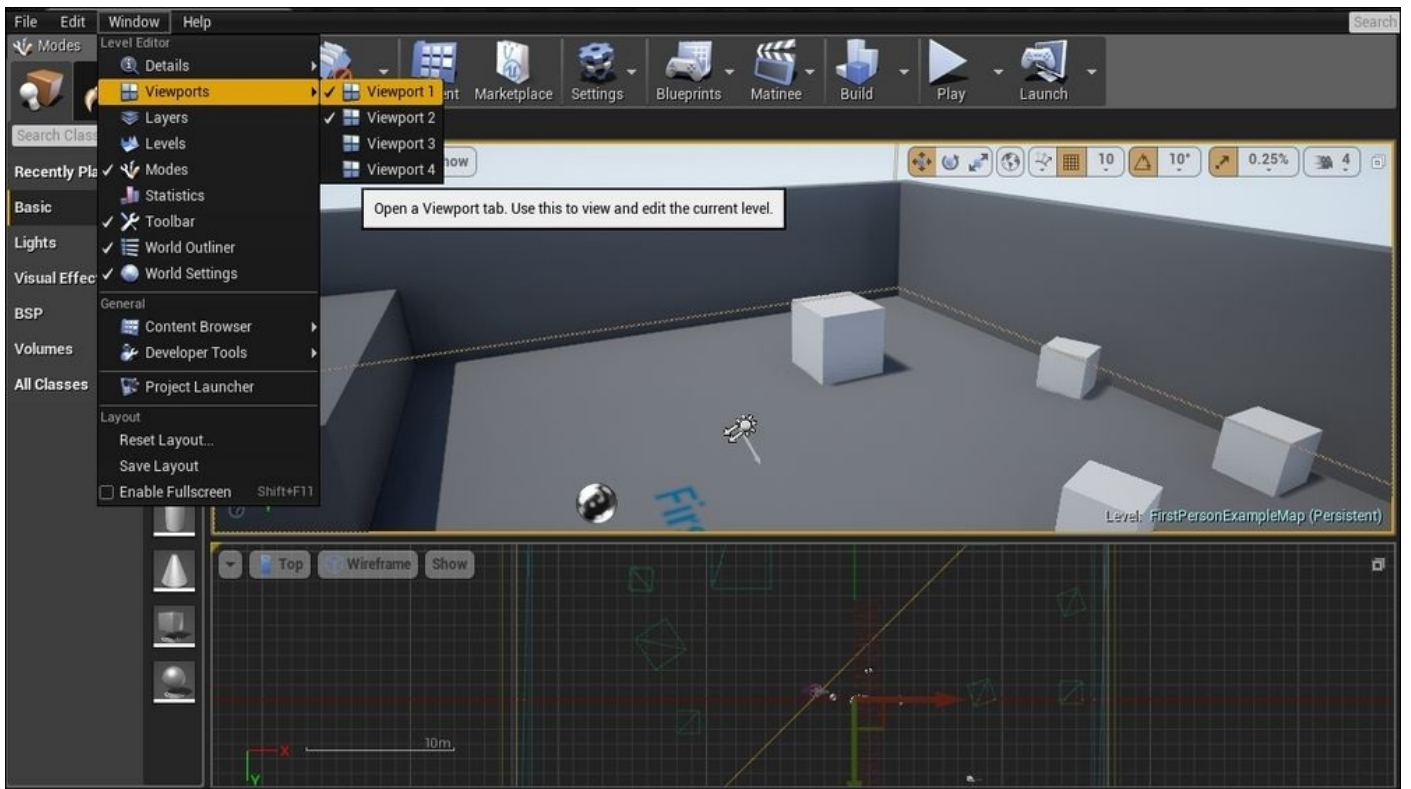 File Edit Window Help
Search
Modes
Level Editor
Details
Viewports
Layers
Levels
Modes
Statistics
Toolbar
World Outliner
World Settings
General
Content Browser
Developer Tools
Project Launcher
Layout
Reset Layout...
Save Layout
Enable Fullscreen Shift+F11
Viewport 1
Viewport 2
Viewport 3
Viewport 4
Open a Viewport tab. Use this to view and edit the current level.
Marketplace Settings Blueprints Matinee Build Play Launch
Search Class
Recently Pla
Basic
Lights
Visual Effec
BSP
Volumes
All Classes
how
10 10° 0.25% 4
Fir
Level: FirstPersonExampleMap (Persistent)
Top Wireframe Show
X 10m
Y